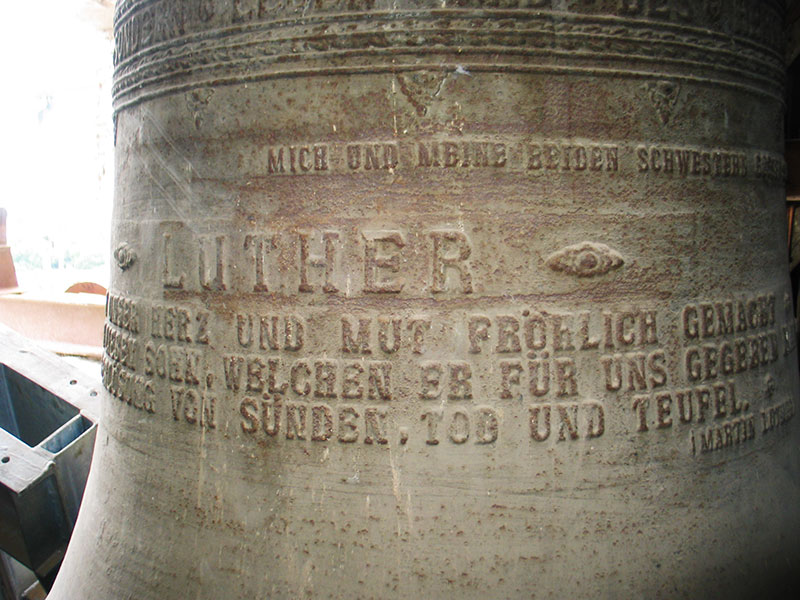 MICH UND MEINE BEIDEN SCHWESTERN
LUTHER
HERZ UND MUT FRÖHLICH GEMACHT
SOHN, WELCHEN ER FÜR UNS GEGEBEN
VON SÜNDEN, TOD UND TEUFEL.
(MARTIN LUTHER